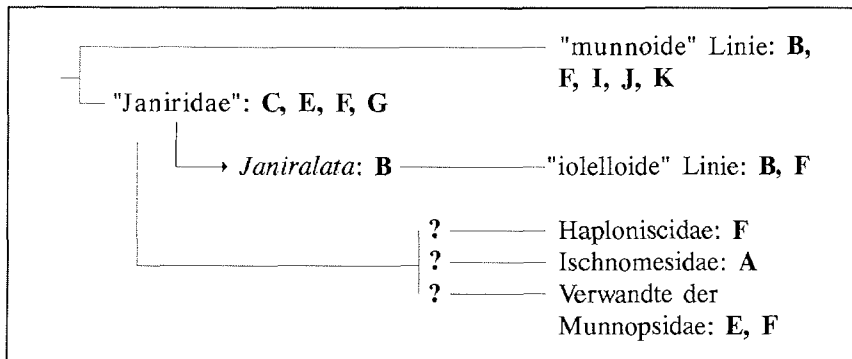 "munnoide" Linie: B,
F, I, J, K
"Janiridae": C, E, F, G
Janiralata: B "iolelloide" Linie: B, F
? Haploniscidae: F
? Ischnomesidae: A
? Verwandte der
Munnopsidae: E, F